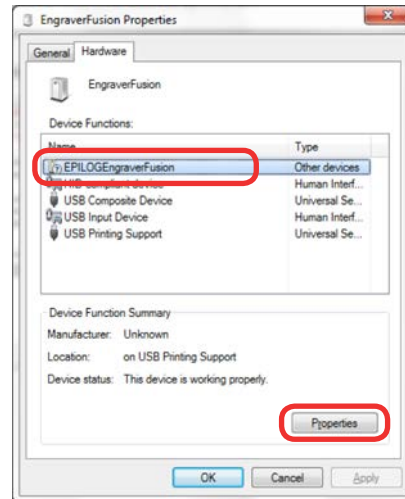 EngraverFusion Properties
General Hardware
EngraverFusion
Device Functions:
Name Type
EPILOGEngraverFusion Other devices
HID-compliant device Human Interf...
USB Composite Device Universal Se...
USB Input Device Human Interf...
USB Printing Support Universal Se...
Device Function Summary
Manufacturer: Unknown
Location: on USB Printing Support
Device status: This device is working properly.
Properties
OK Cancel Apply